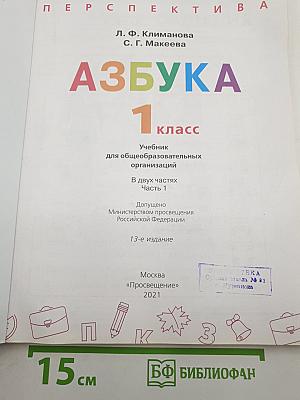 ПЕРСПЕКТИВА
Л. Ф. Климанова
С. Г. Макеева
АЗБУКА
1 класс
Учебник
для общеобразовательных
организаций
В двух частях
Часть 1
Допущено
Министерством просвещения
Российской Федерации
13-е издание
Москва
«Просвещение»
2021
П К З
15 см
БФ БИБЛИОФАН